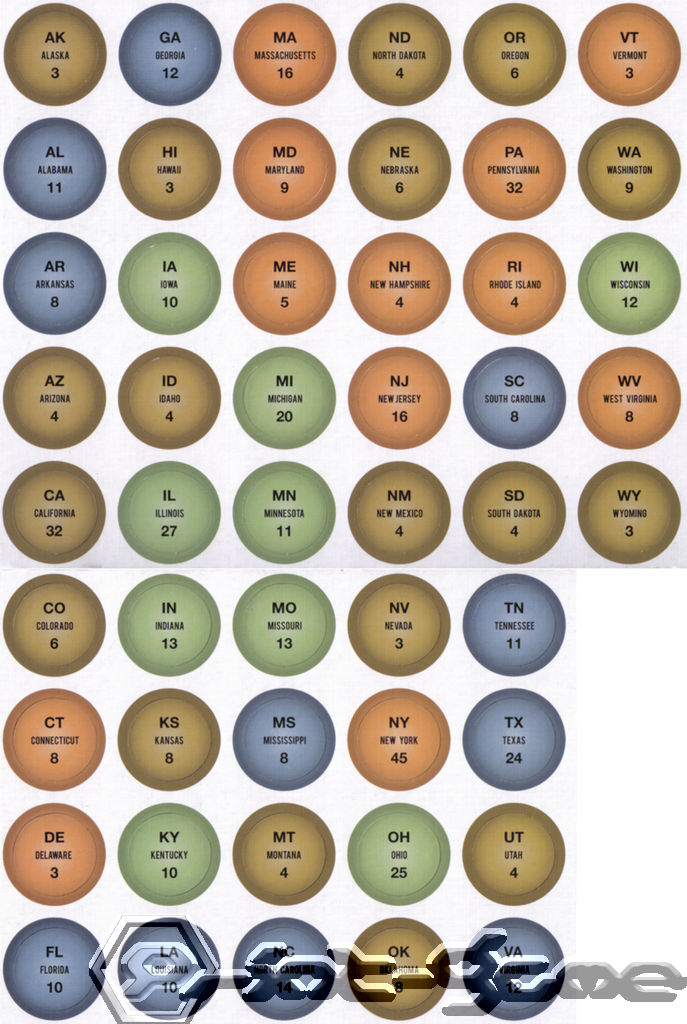 AK
ALASKA
3
GA
GEORGIA
12
MA
MASSACHUSETTS
16
ND
NORTH DAKOTA
4
OR
OREGON
6
VT
VERMONT
3
AL
ALABAMA
11
HI
HAWAII
3
MD
MARYLAND
9
NE
NEBRASKA
6
PA
PENNSYLVANIA
32
WA
WASHINGTON
9
AR
ARKANSAS
8
IA
IOWA
10
ME
MAINE
5
NH
NEW HAMPSHIRE
4
RI
RHODE ISLAND
4
WI
WISCONSIN
12
AZ
ARIZONA
4
ID
IDAHO
4
MI
MICHIGAN
20
NJ
NEW JERSEY
16
SC
SOUTH CAROLINA
8
WV
WEST VIRGINIA
8
CA
CALIFORNIA
32
IL
ILLINOIS
27
MN
MINNESOTA
11
NM
NEW MEXICO
4
SD
SOUTH DAKOTA
4
WY
WYOMING
3
CO
COLORADO
6
IN
INDIANA
13
MO
MISSOURI
13
NV
NEVADA
3
TN
TENNESSEE
11
CT
CONNECTICUT
8
KS
KANSAS
8
MS
MISSISSIPPI
8
NY
NEW YORK
45
TX
TEXAS
24
DE
DELAWARE
3
KY
KENTUCKY
10
MT
MONTANA
4
OH
OHIO
25
UT
UTAH
4
FL
FLORIDA
10
LA
LOUISIANA
10
NC
NORTH CAROLINA
14
OK
OKLAHOMA
8
VA
VIRGINIA
12